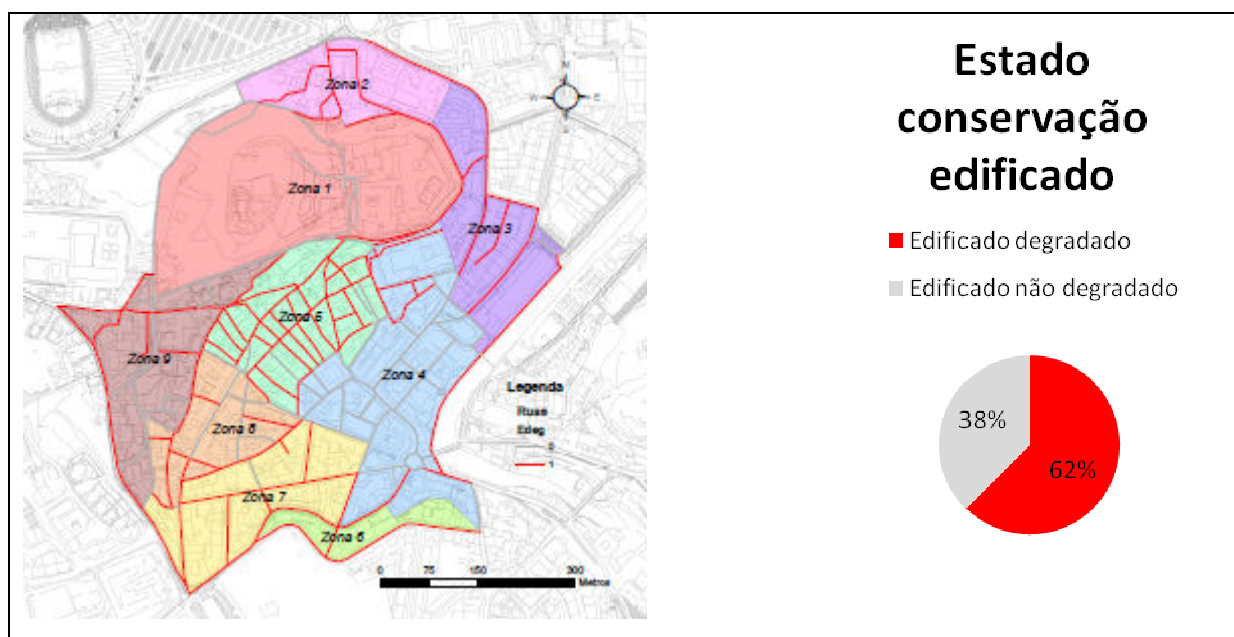 Zona 2
N
W
E
Zona 1
Zona 3
Zona 5
Zona 9
Zona 4
Legenda
Ruas
Edeg
0
1
Zona 8
Zona 7
Zona 6
0 75 150 300
Metros
Estado
conservação
edificado
Edificado degradado
Edificado não degradado
38%
62%